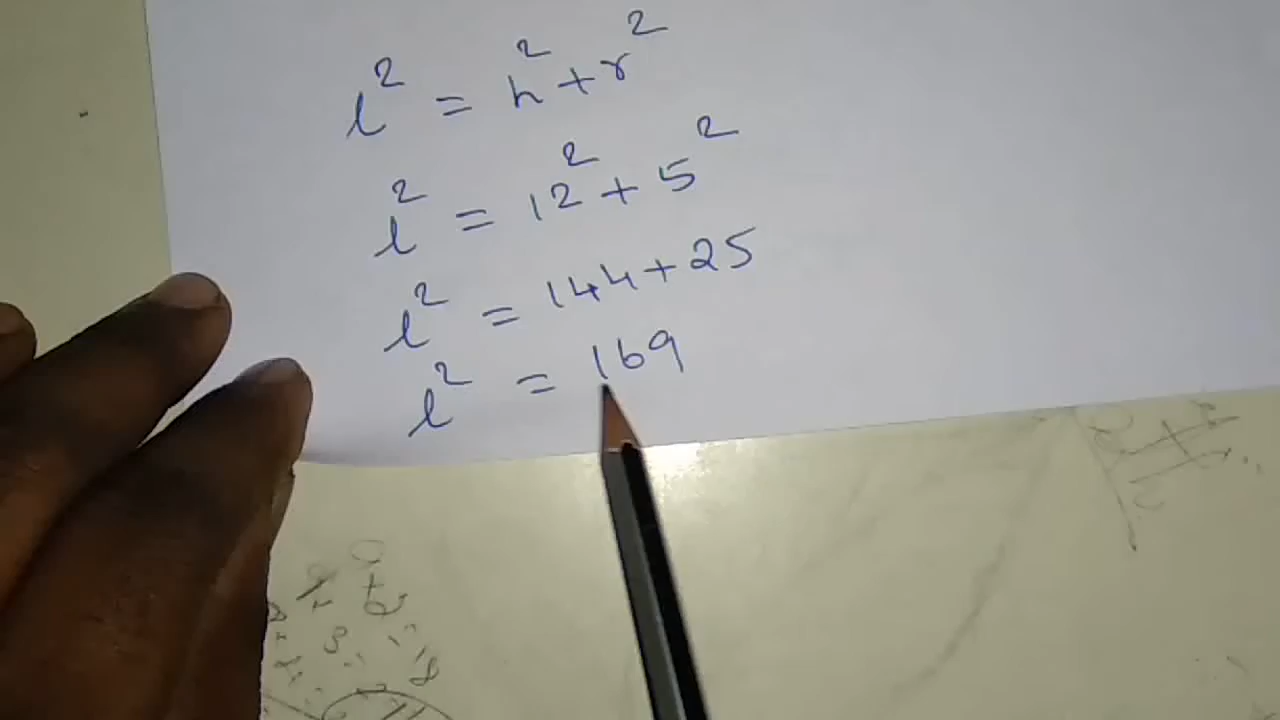 l² = h² + r²
l² = 12² + 5²
l² = 144 + 25
l² = 169